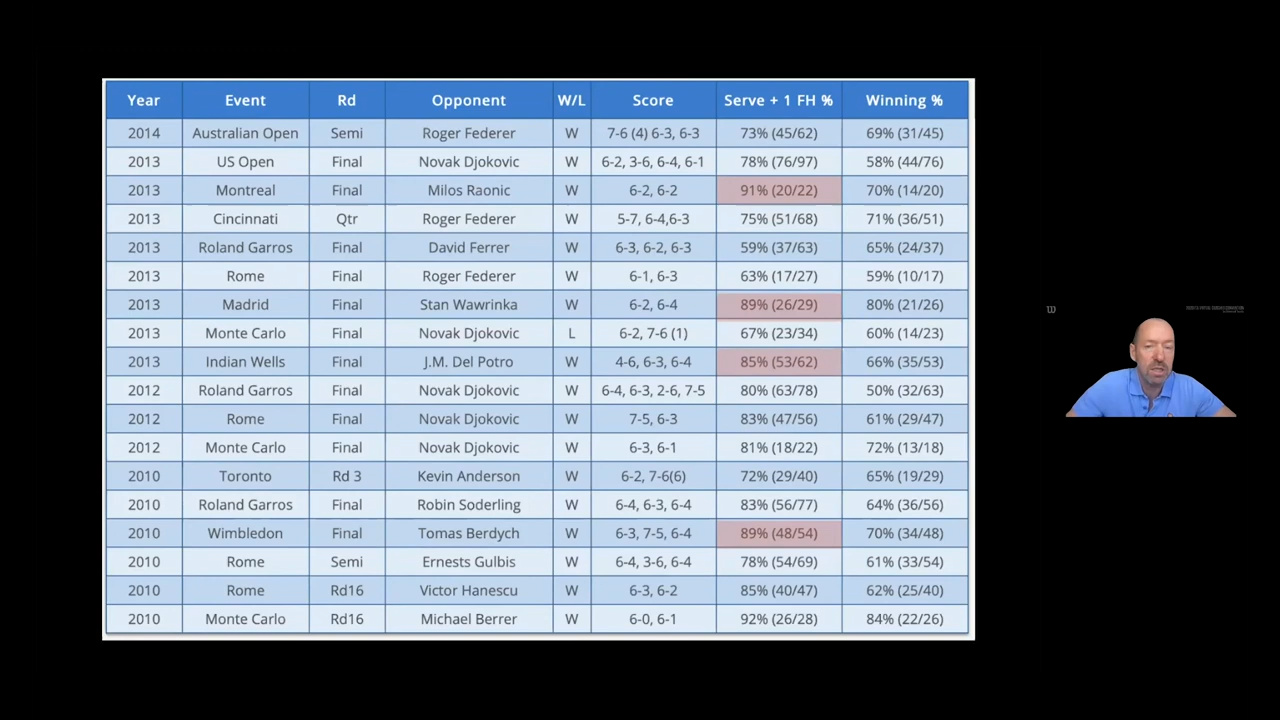 Year Event Rd Opponent W/L Score Serve + 1 FH % Winning %
2014 Australian Open Semi Roger Federer W 7-6 (4) 6-3, 6-3 73% (45/62) 69% (31/45)
2013 US Open Final Novak Djokovic W 6-2, 3-6, 6-4, 6-1 78% (76/97) 58% (44/76)
2013 Montreal Final Milos Raonic W 6-2, 6-2 91% (20/22) 70% (14/20)
2013 Cincinnati Qtr Roger Federer W 5-7, 6-4,6-3 75% (51/68) 71% (36/51)
2013 Roland Garros Final David Ferrer W 6-3, 6-2, 6-3 59% (37/63) 65% (24/37)
2013 Rome Final Roger Federer W 6-1, 6-3 63% (17/27) 59% (10/17)
2013 Madrid Final Stan Wawrinka W 6-2, 6-4 89% (26/29) 80% (21/26)
2013 Monte Carlo Final Novak Djokovic L 6-2, 7-6 (1) 67% (23/34) 60% (14/23)
2013 Indian Wells Final J.M. Del Potro W 4-6, 6-3, 6-4 85% (53/62) 66% (35/53)
2012 Roland Garros Final Novak Djokovic W 6-4, 6-3, 2-6, 7-5 80% (63/78) 50% (32/63)
2012 Rome Final Novak Djokovic W 7-5, 6-3 83% (47/56) 61% (29/47)
2012 Monte Carlo Final Novak Djokovic W 6-3, 6-1 81% (18/22) 72% (13/18)
2010 Toronto Rd 3 Kevin Anderson W 6-2, 7-6(6) 72% (29/40) 65% (19/29)
2010 Roland Garros Final Robin Soderling W 6-4, 6-3, 6-4 83% (56/77) 64% (36/56)
2010 Wimbledon Final Tomas Berdych W 6-3, 7-5, 6-4 89% (48/54) 70% (34/48)
2010 Rome Semi Ernests Gulbis W 6-4, 3-6, 6-4 78% (54/69) 61% (33/54)
2010 Rome Rd16 Victor Hanescu W 6-3, 6-2 85% (40/47) 62% (25/40)
2010 Monte Carlo Rd16 Michael Berrer W 6-0, 6-1 92% (26/28) 84% (22/26)